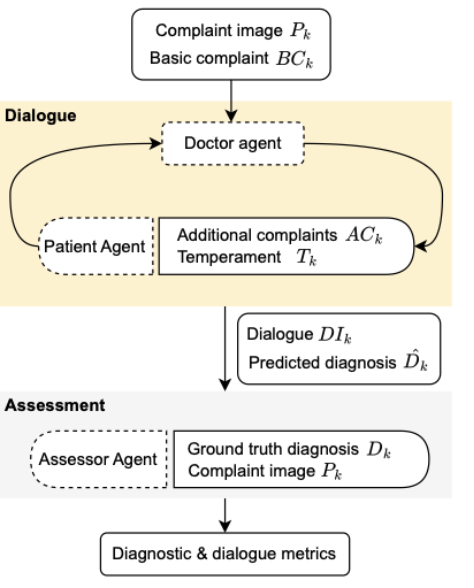 Complaint image $P_k$
Basic complaint $BC_k$
Dialogue
Doctor agent
Patient Agent
Additional complaints $AC_k$
Temperament $T_k$
Dialogue $DI_k$
Predicted diagnosis $\hat{D}_k$
Assessment
Assessor Agent
Ground truth diagnosis $D_k$
Complaint image $P_k$
Diagnostic & dialogue metrics